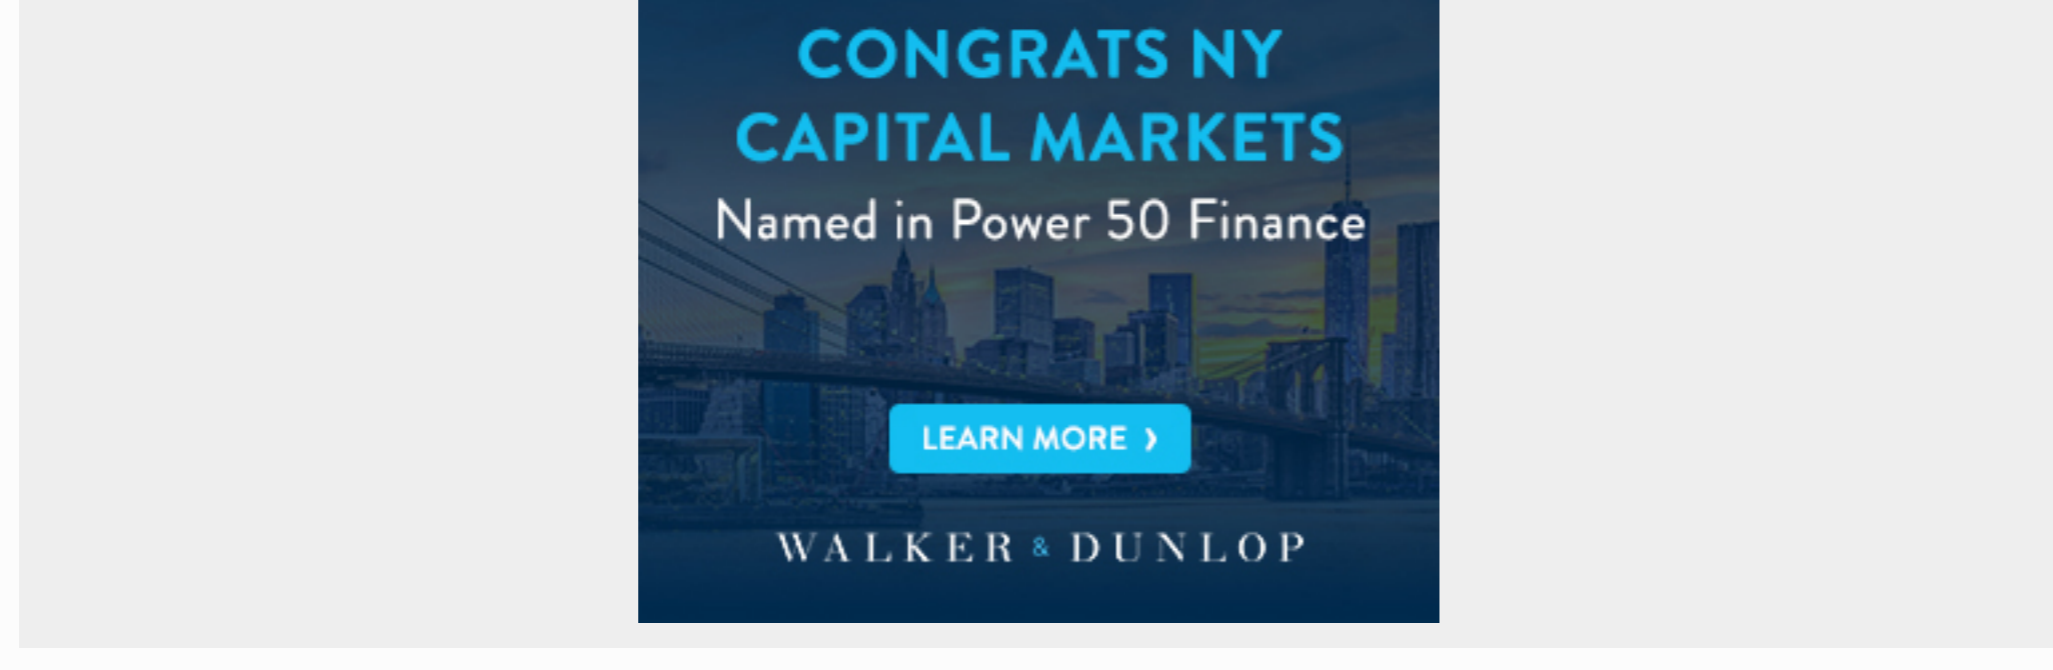 CONGRATS NY
CAPITAL MARKETS
Named in Power 50 Finance
LEARN MORE ›
WALKER & DUNLOP